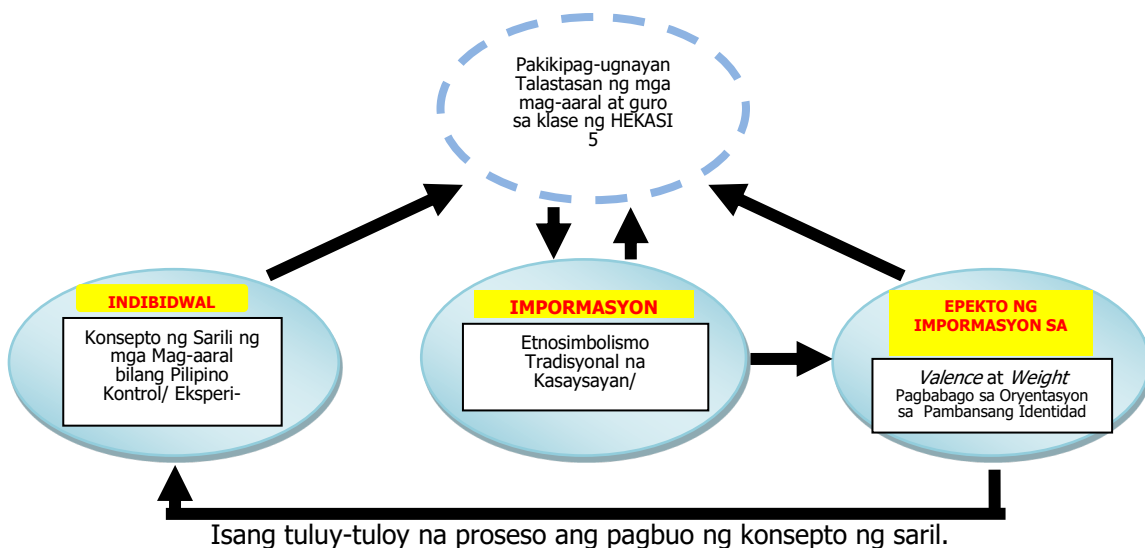 Pakikipag-ugnayan
Talastasan ng mga
mag-aaral at guro
sa klase ng HEKASI
5
INDIBIDWAL
Konsepto ng Sarili ng
mga Mag-aaral
bilang Pilipino
Kontrol/ Eksperi-
IMPORMASYON
Etnosimbolismo
Tradisyonal na
Kasaysayan/
EPEKTO NG
IMPORMASYON SA
Valence at Weight
Pagbabago sa Oryentasyon
sa Pambansang Identidad
Isang tuluy-tuloy na proseso ang pagbuo ng konsepto ng saril.